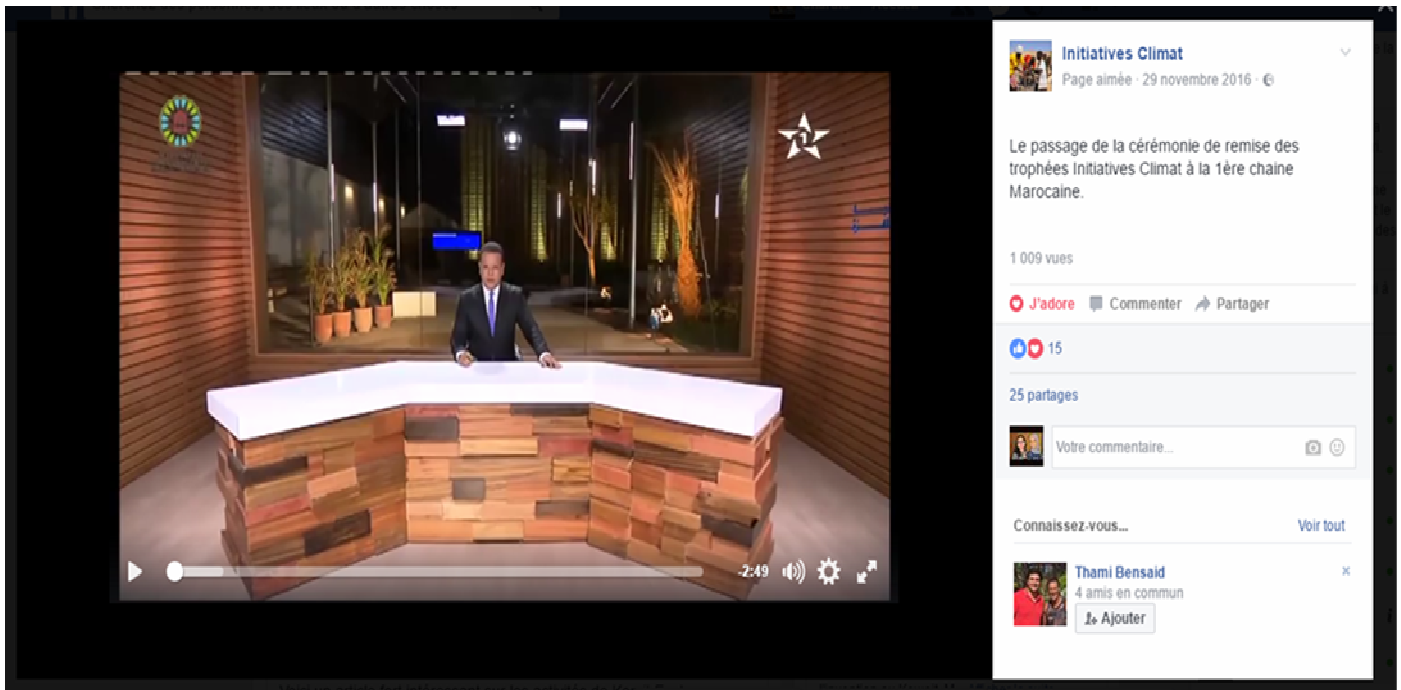 Initiatives Climat
Page aimée · 29 novembre 2016 ·
Le passage de la cérémonie de remise des
trophées Initiatives Climat à la 1ère chaine
Marocaine.
1 009 vues
J'adore Commenter Partager
15
25 partages
Votre commentaire...
Connaissez-vous... Voir tout
Thami Bensaid
4 amis en commun
Ajouter
1
-2:49